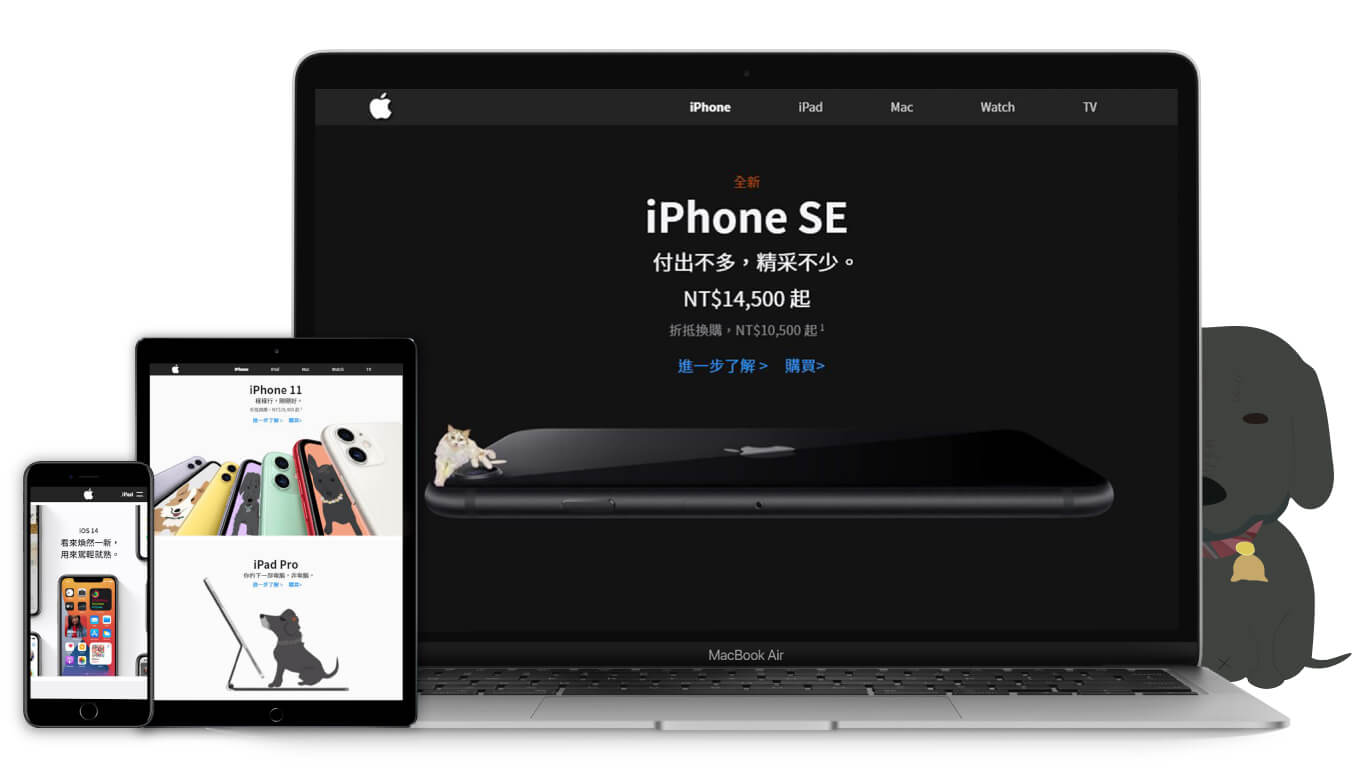 iPhone
iPad
Mac
Watch
TV
全新
iPhone SE
付出不多，精采不少。
NT$14,500 起
折抵換購，NT$10,500 起 1
進一步了解 >
購買>
MacBook Air
iPhone
iPad
Mac
Watch
TV
iPhone 11
樣樣行，剛剛好。
進一步了解 >
購買>
iPad Pro
你的下一部電腦，非電腦。
進一步了解 >
購買>
iPad
iOS 14
看來煥然一新，
用來駕輕就熟。